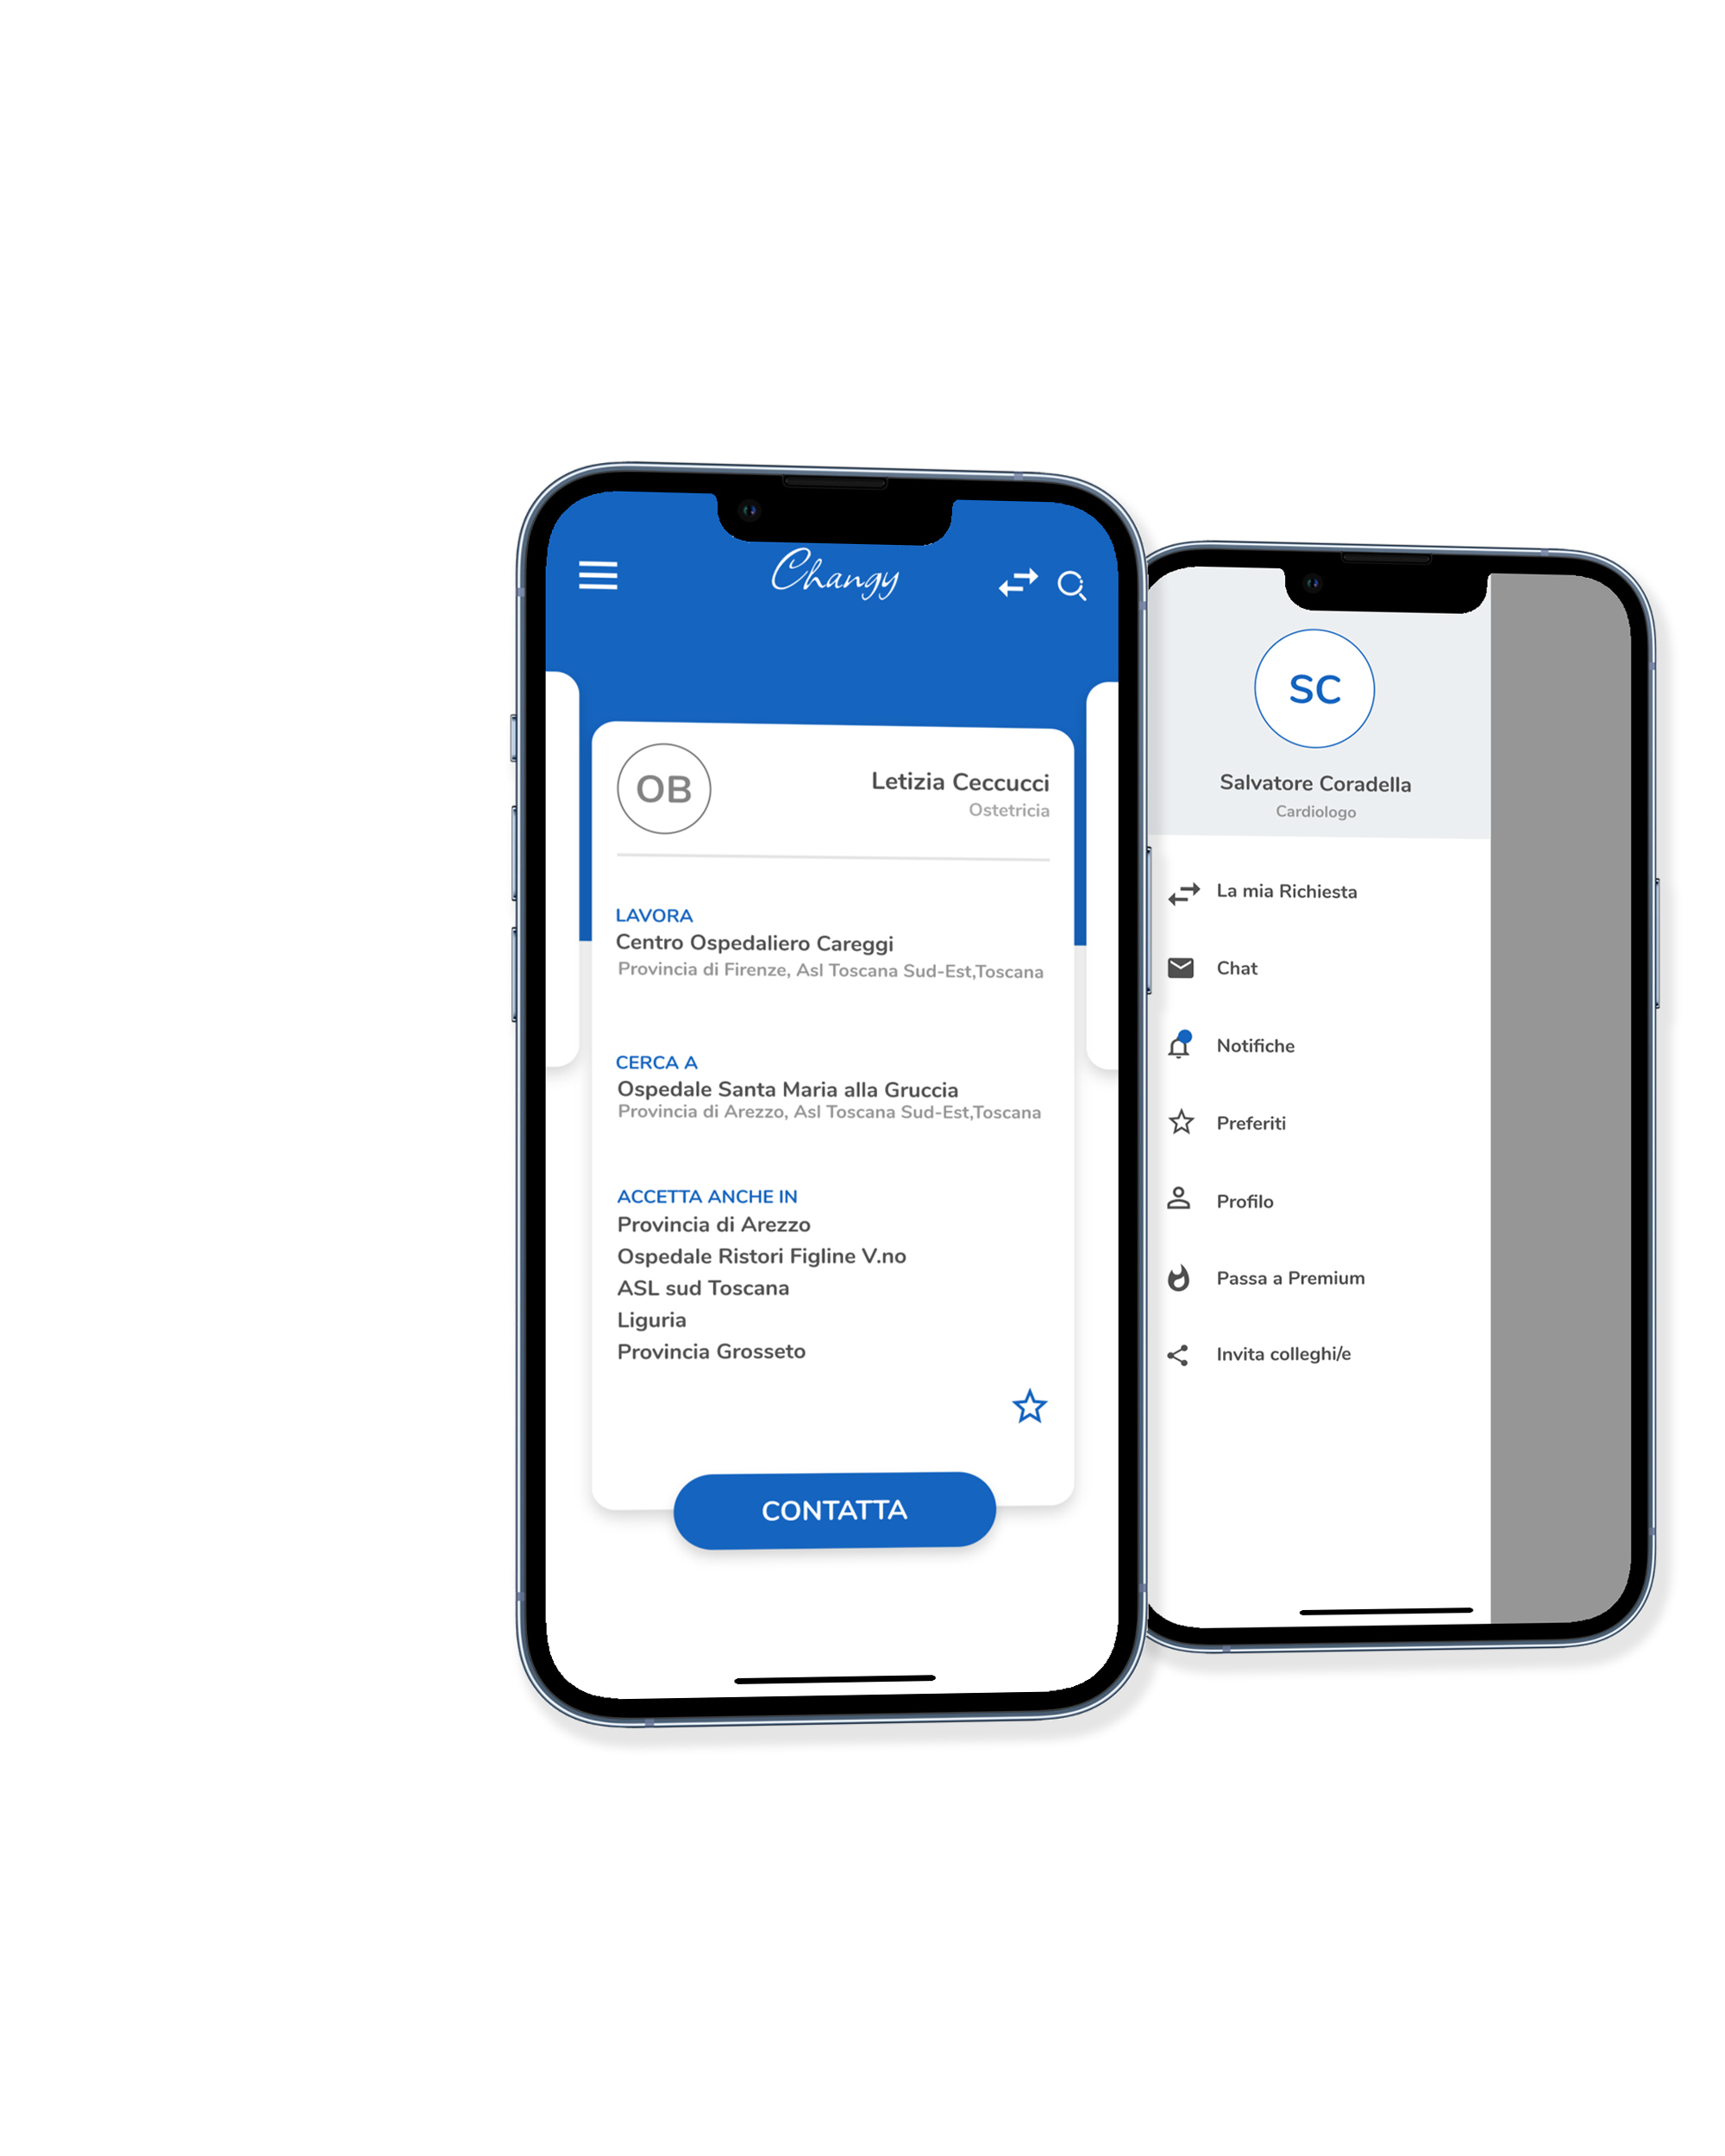 Changy
OB
Letizia Ceccucci
Ostetricia
LAVORA
Centro Ospedaliero Careggi
Provincia di Firenze, Asl Toscana Sud-Est,Toscana
CERCA A
Ospedale Santa Maria alla Gruccia
Provincia di Arezzo, Asl Toscana Sud-Est,Toscana
ACCETTA ANCHE IN
Provincia di Arezzo
Ospedale Ristori Figline V.no
ASL sud Toscana
Liguria
Provincia Grosseto
CONTATTA
SC
Salvatore Coradella
Cardiologo
La mia Richiesta
Chat
Notifiche
Preferiti
Profilo
Passa a Premium
Invita colleghi/e